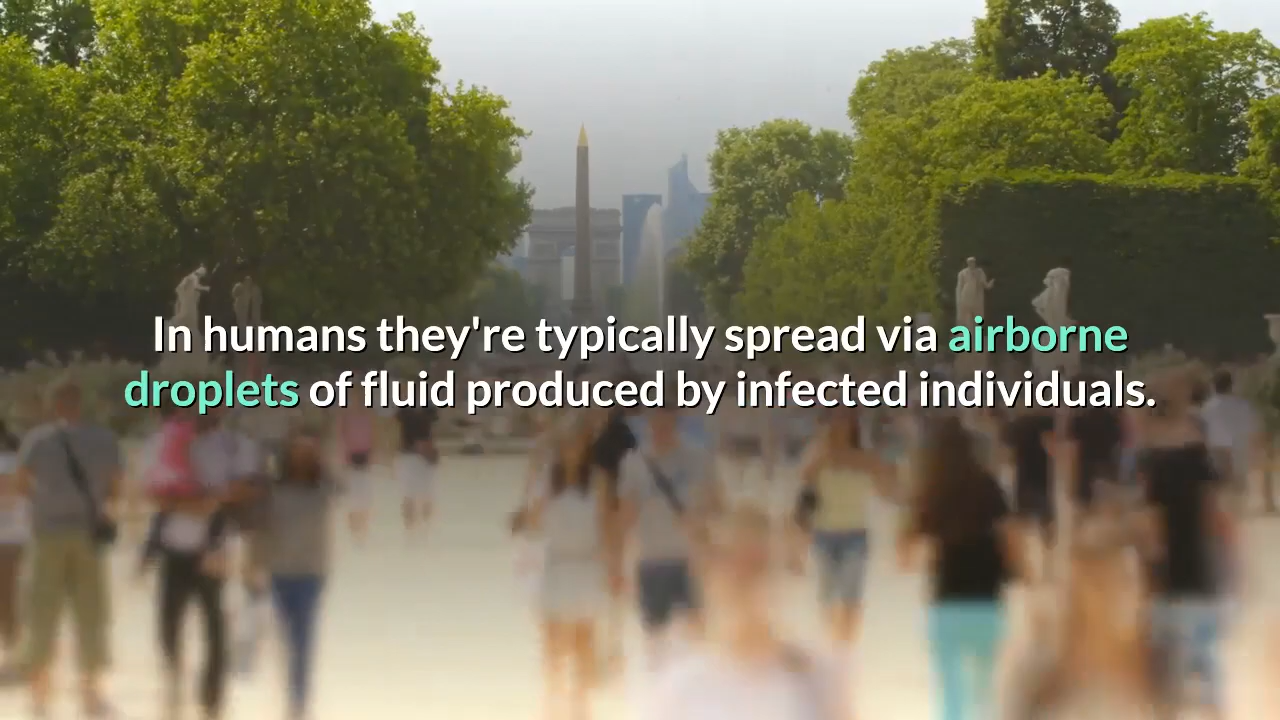 In humans they're typically spread via airborne
droplets of fluid produced by infected individuals.